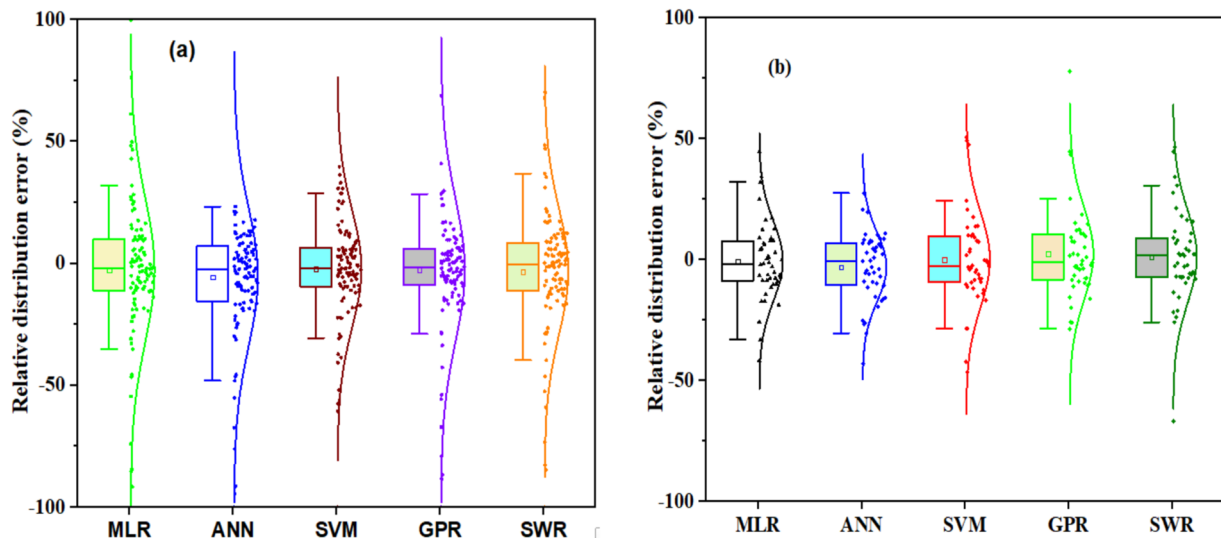 (a)
Relative distribution error (%)
100
50
0
-50
-100
MLR ANN SVM GPR SWR
(b)
Relative distribution error (%)
100
50
0
-50
-100
MLR ANN SVM GPR SWR